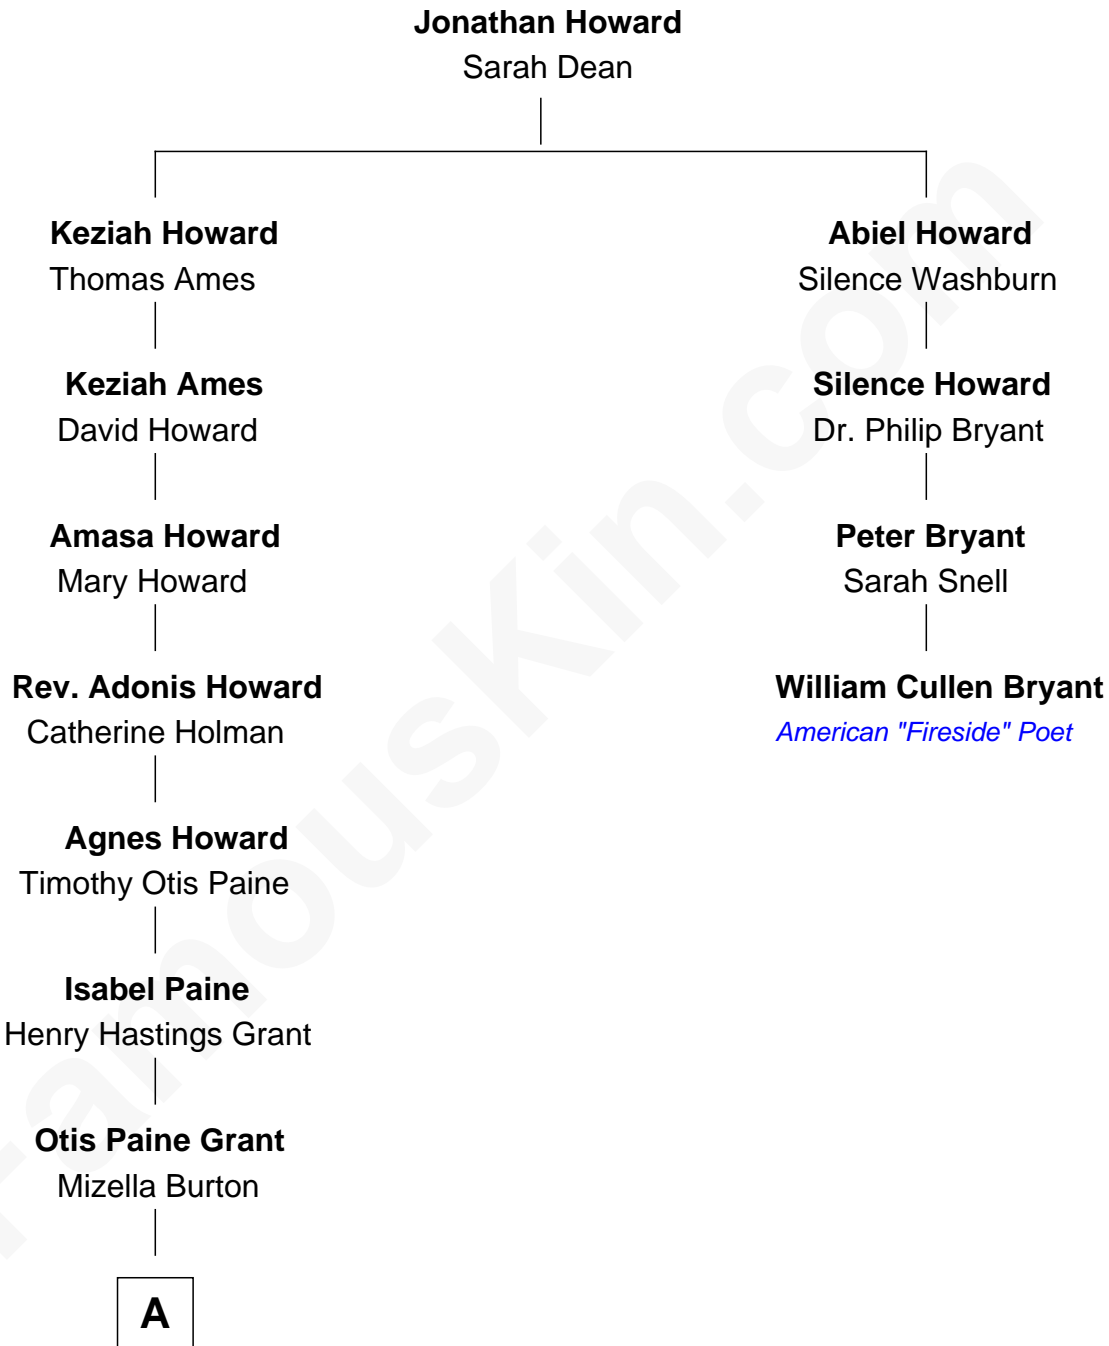 Jonathan Howard
Sarah Dean
Keziah Howard
Thomas Ames
Abiel Howard
Silence Washburn
Keziah Ames
David Howard
Silence Howard
Dr. Philip Bryant
Amasa Howard
Mary Howard
Peter Bryant
Sarah Snell
Rev. Adonis Howard
Catherine Holman
William Cullen Bryant
American "Fireside" Poet
Agnes Howard
Timothy Otis Paine
Isabel Paine
Henry Hastings Grant
Otis Paine Grant
Mizella Burton
A
FamousKin.com